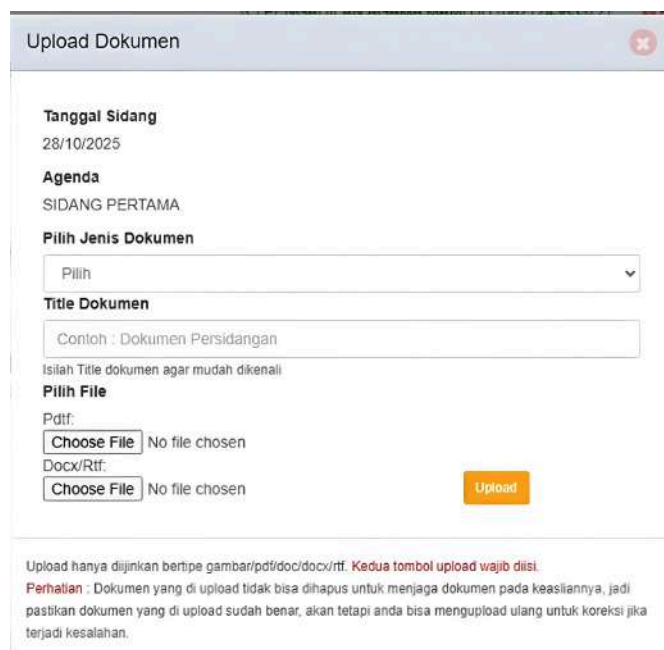 Upload Dokumen
Tanggal Sidang
28/10/2025
Agenda
SIDANG PERTAMA
Pilih Jenis Dokumen
Pilih
Title Dokumen
Contoh : Dokumen Persidangan
Isilah Title dokumen agar mudah dikenali
Pilih File
Pdtf:
Choose File No file chosen
Docx/Rtf:
Choose File No file chosen
Upload
Upload hanya diijinkan bertipe gambar/pdf/doc/docx/rtf. Kedua tombol upload wajib diisi.
Perhatian : Dokumen yang di upload tidak bisa dihapus untuk menjaga dokumen pada keasliannya, jadi
pastikan dokumen yang di upload sudah benar, akan tetapi anda bisa mengupload ulang untuk koreksi jika
terjadi kesalahan.